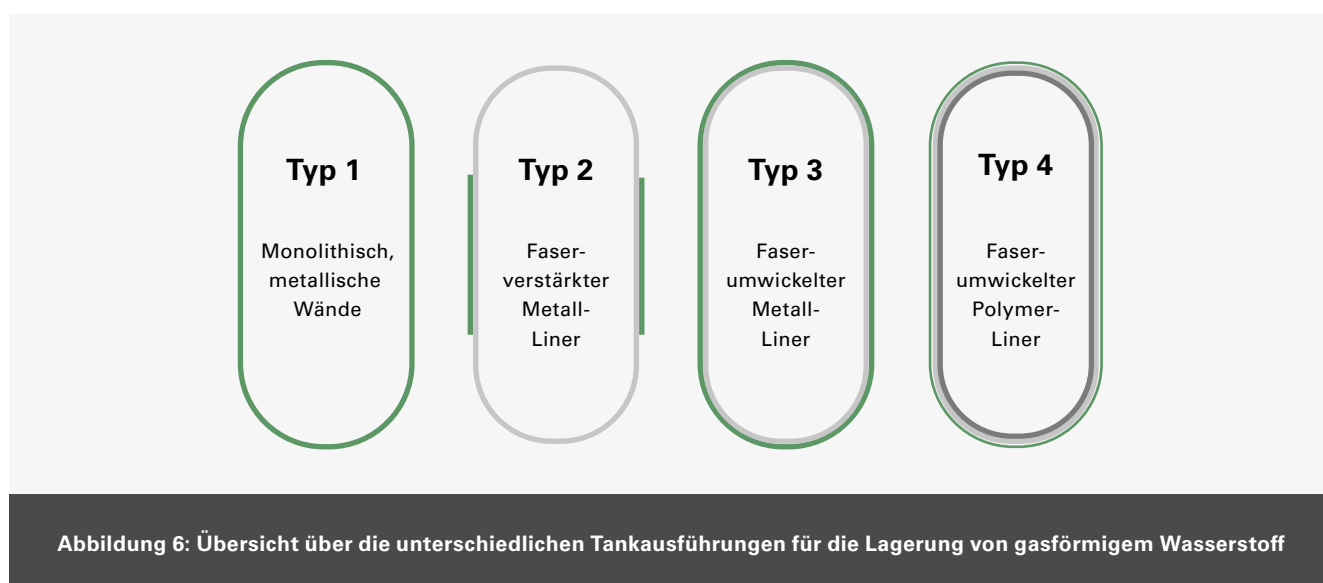 Typ 1
Monolithisch,
metallische
Wände
Typ 2
Faser-
verstärkter
Metall-
Liner
Typ 3
Faser-
umwickelter
Metall-
Liner
Typ 4
Faser-
umwickelter
Polymer-
Liner
Abbildung 6: Übersicht über die unterschiedlichen Tankausführungen für die Lagerung von gasförmigem Wasserstoff